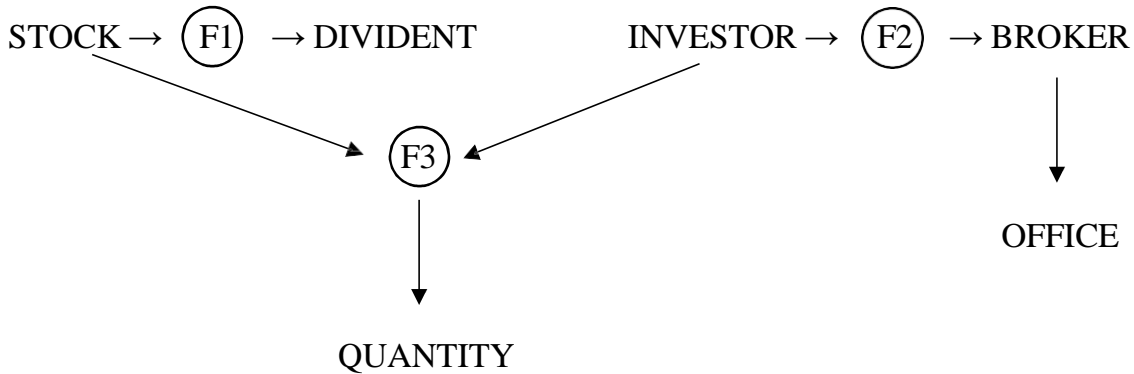 STOCK → F1 → DIVIDENT INVESTOR → F2 → BROKER
F3
OFFICE
QUANTITY